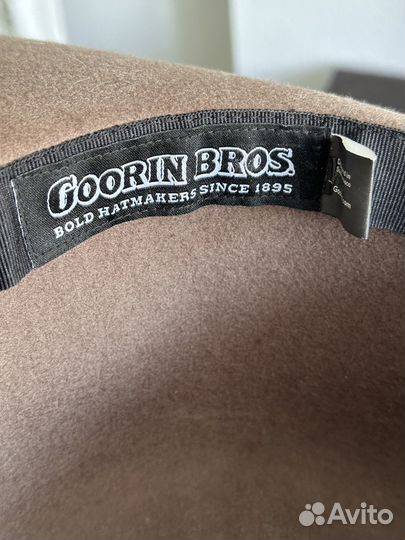 GOORIN BROS.
BOLD HATMAKERS SINCE 1895
Avito